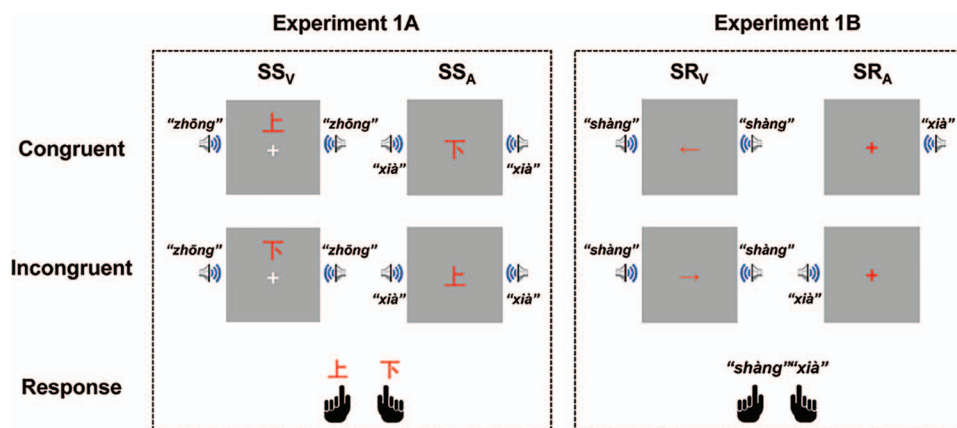 Experiment 1A
Experiment 1B
SSV
SSA
SRV
SRA
Congruent
"zhōng"
上
"zhōng"
"xià"
下
"xià"
"shàng"
←
"shàng"
+
"xià"
Incongruent
"zhōng"
下
"zhōng"
"xià"
上
"xià"
"shàng"
→
"shàng"
"xià"
+
Response
上 下
"shàng""xià"